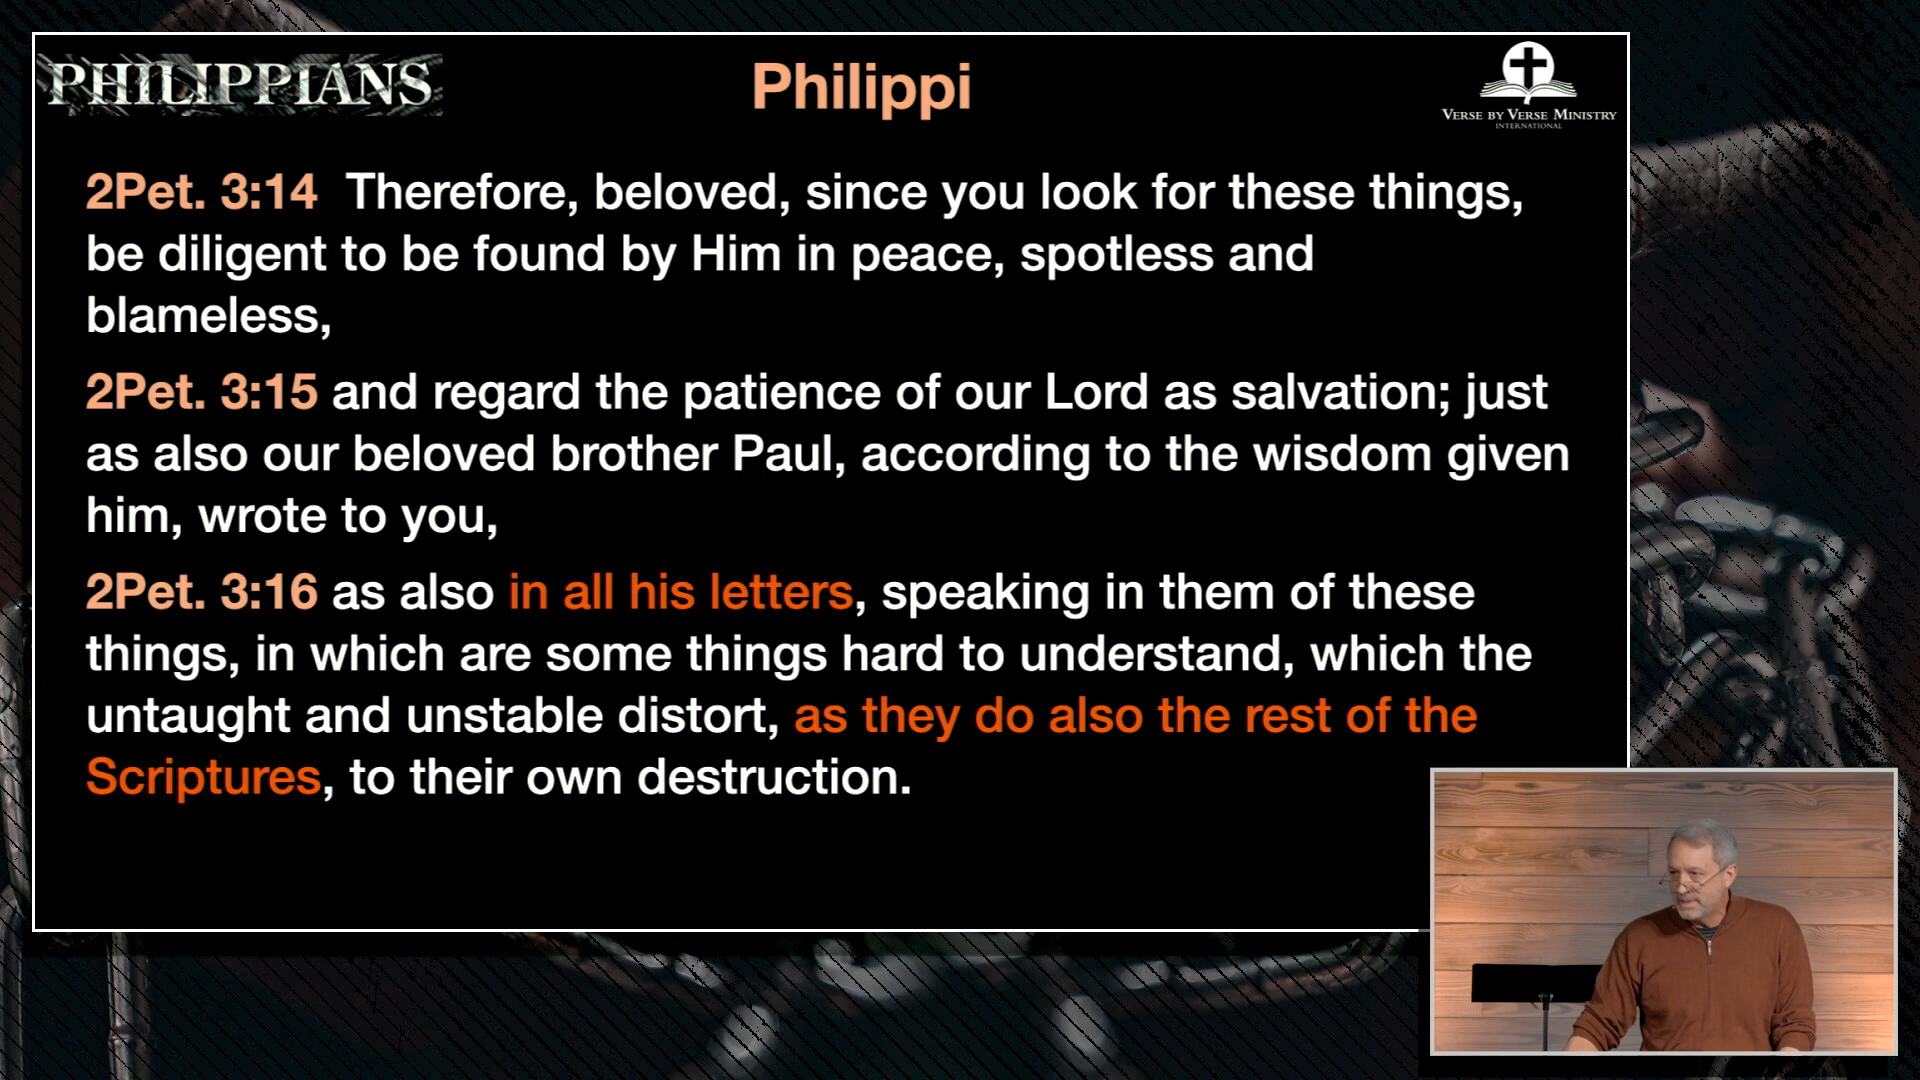 PHILIPPIANS
Philippi
VERSE BY VERSE MINISTRY
INTERNATIONAL
2Pet. 3:14 Therefore, beloved, since you look for these things,
be diligent to be found by Him in peace, spotless and
blameless,
2Pet. 3:15 and regard the patience of our Lord as salvation; just
as also our beloved brother Paul, according to the wisdom given
him, wrote to you,
2Pet. 3:16 as also in all his letters, speaking in them of these
things, in which are some things hard to understand, which the
untaught and unstable distort, as they do also the rest of the
Scriptures, to their own destruction.